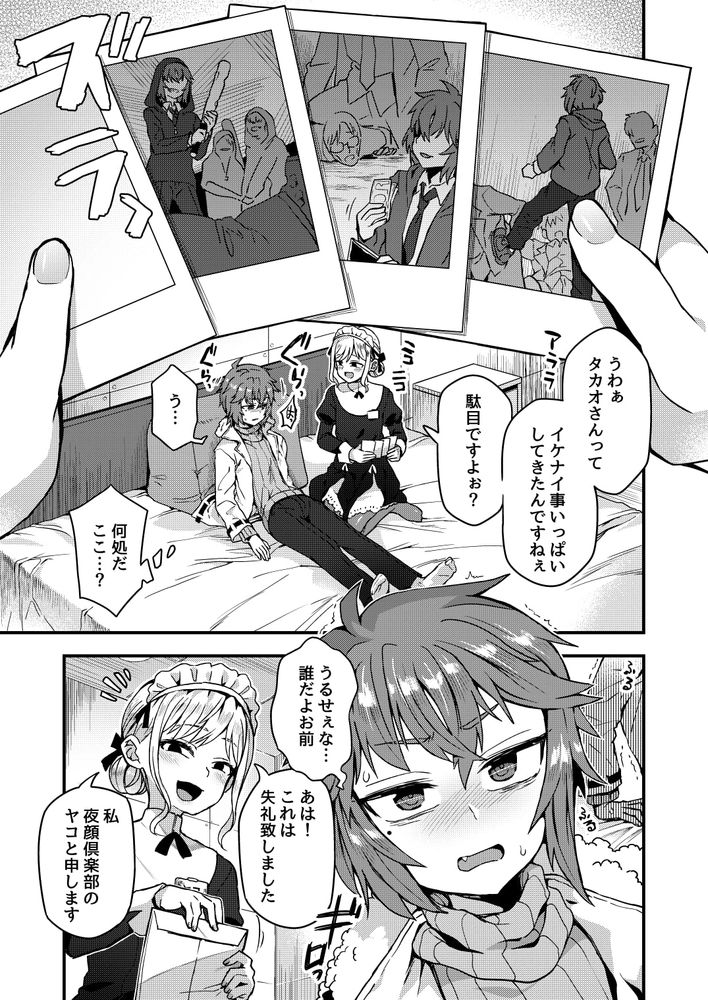 ズラァ
アララ
うわぁ
タカオさんって
イケナイ事いっぱい
してきたんですねぇ
駄目ですよぉ?
ぐら、
ぐら、
う…
何処だ
ここ…?
うるせぇな…
誰だよお前
ふる
ふる
あは!
これは
失礼致しました
私
夜顔倶楽部の
ヤコと申します
ギロッ